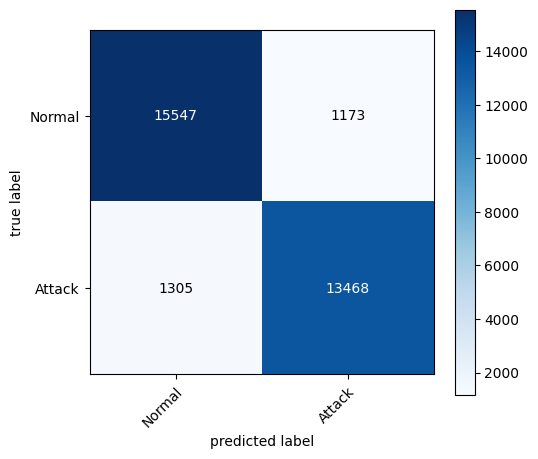 14000
15547 1173
Normal
12000
10000
true label
8000
6000
Attack
1305 13468
4000
2000
Normal
Attack
predicted label